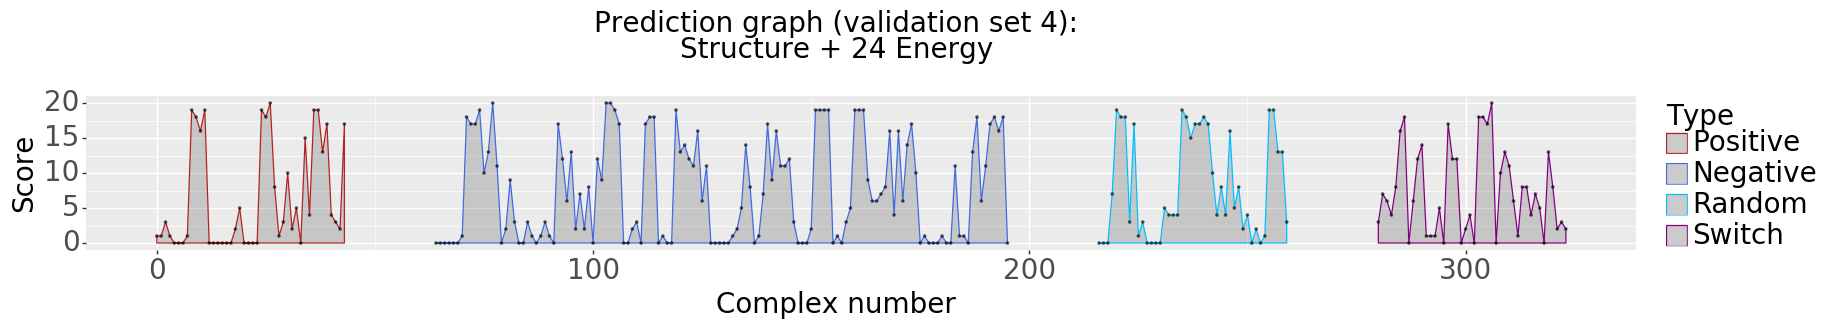 Prediction graph (validation set 4):
Structure + 24 Energy
20
15
10
5
0
Score
0 100 200 300
Complex number
Type
Positive
Negative
Random
Switch